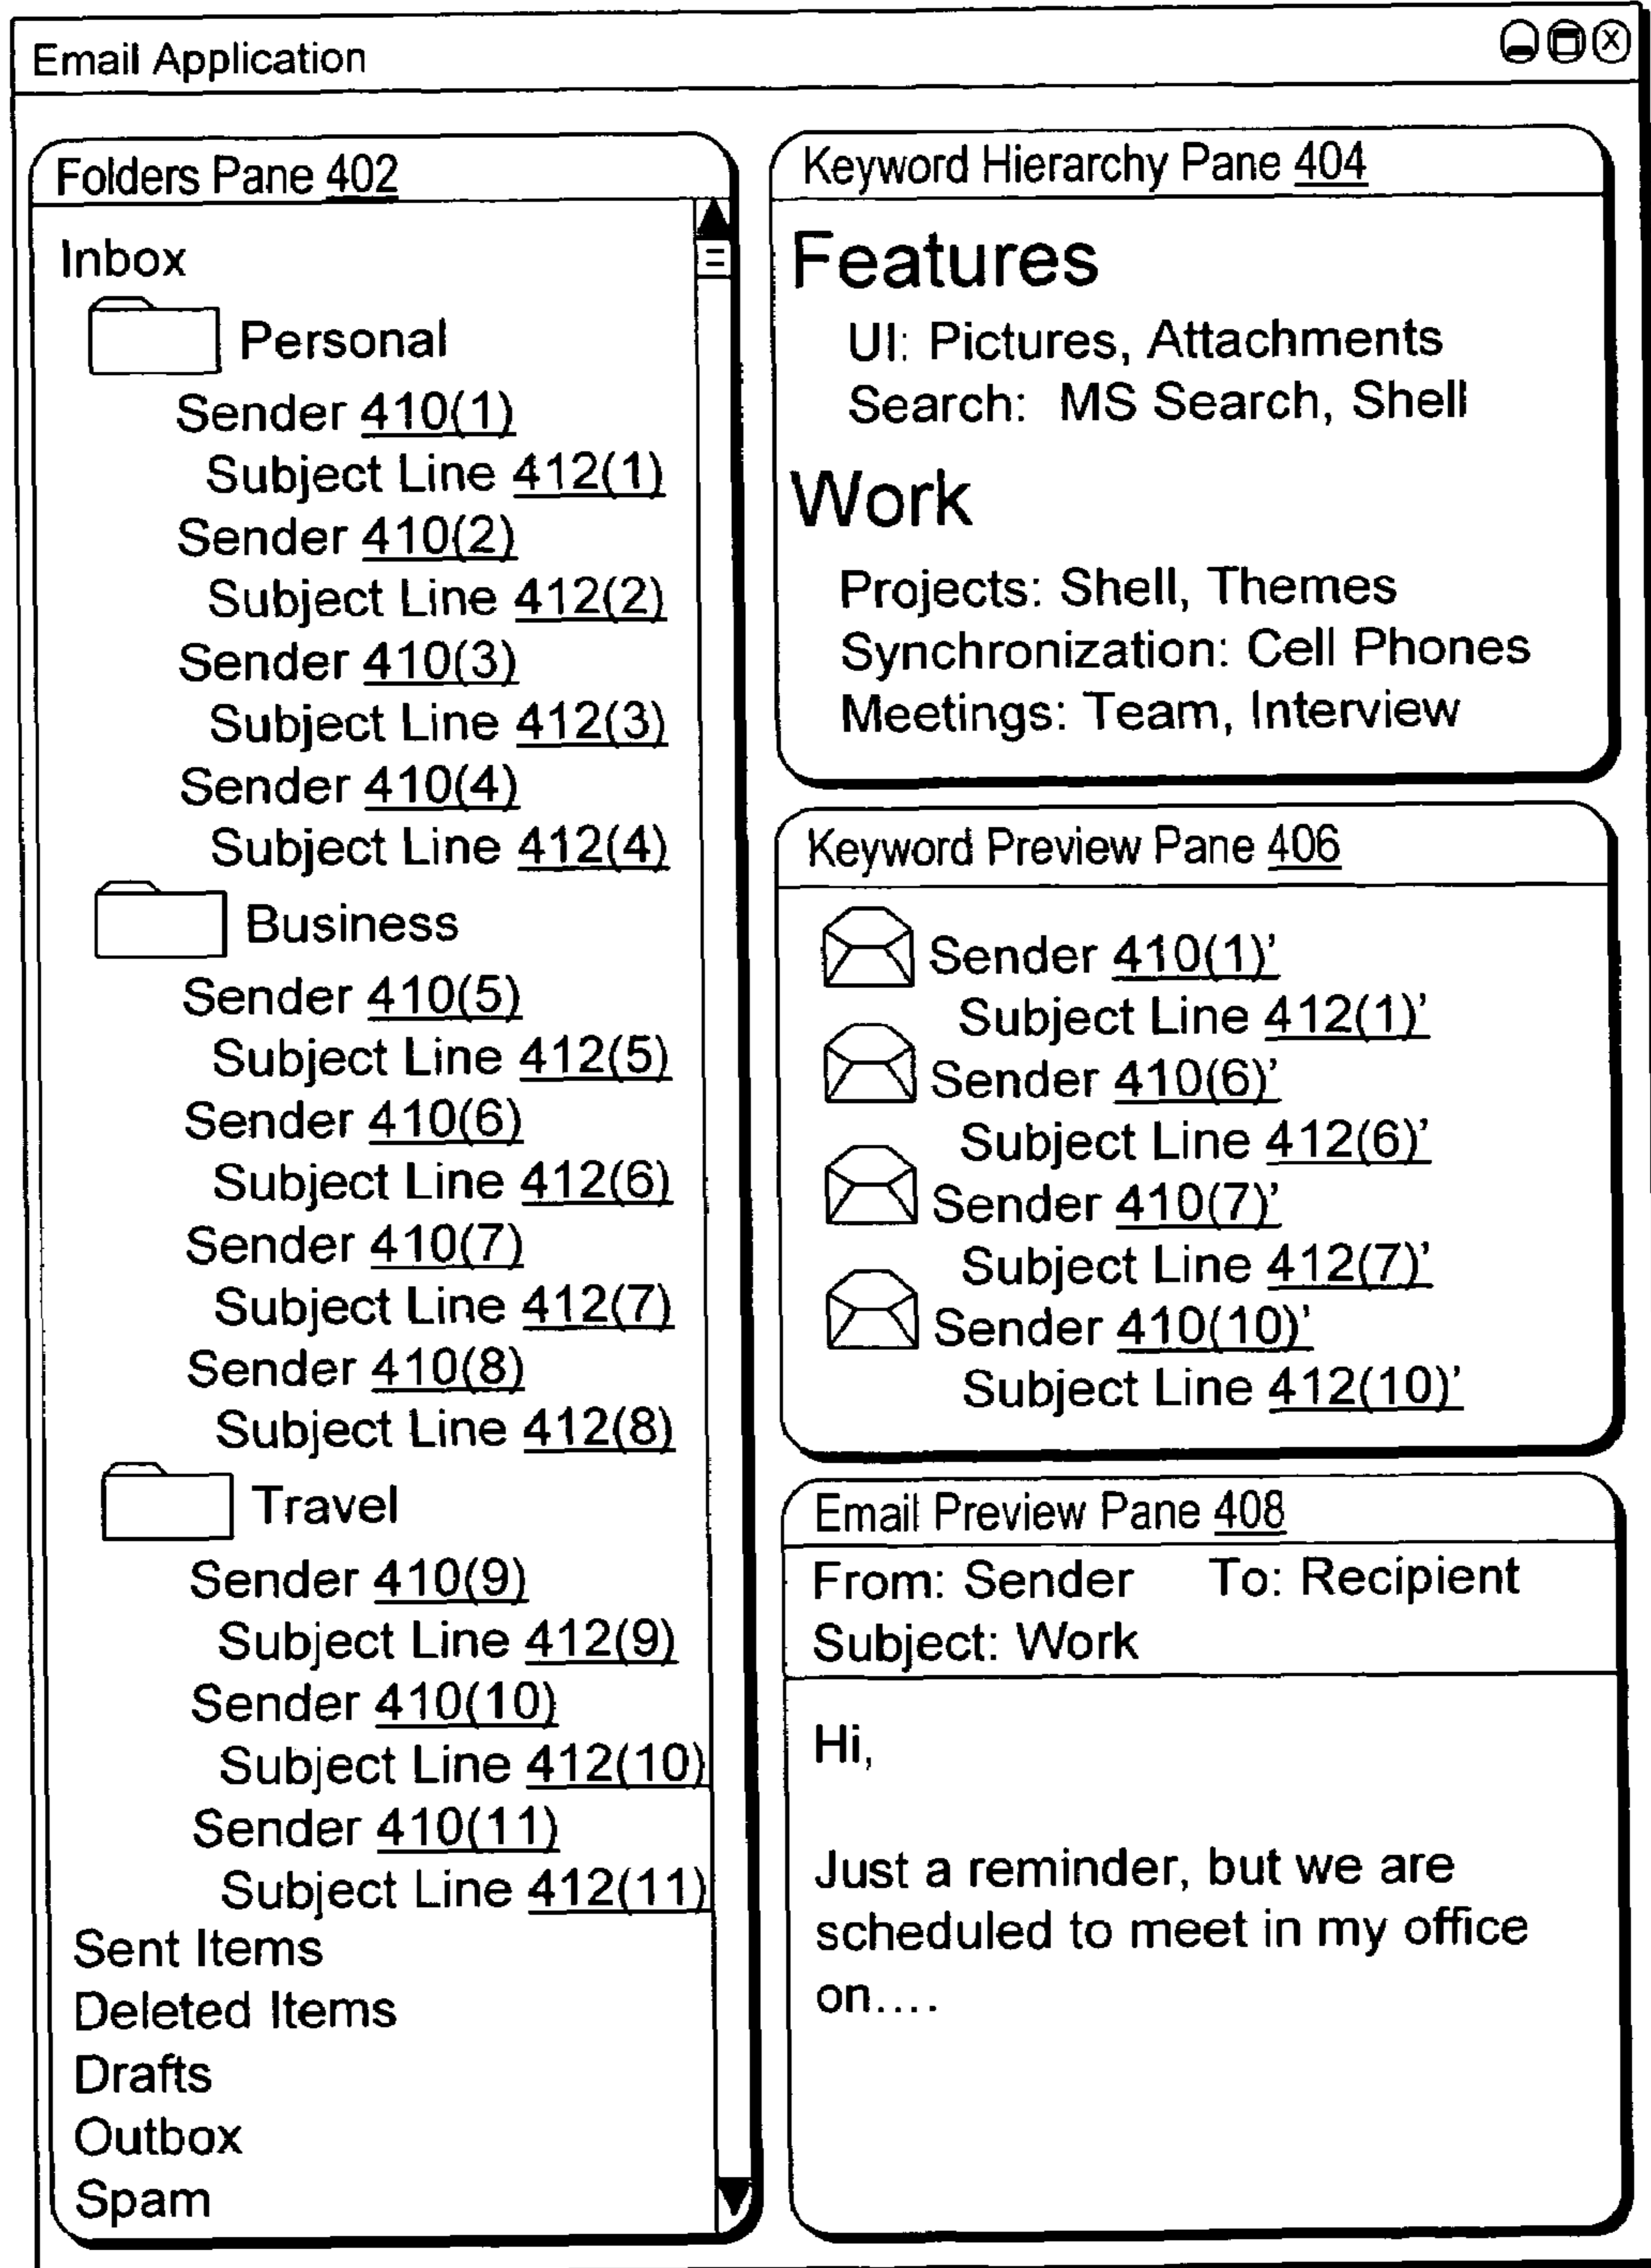 Email Application
Folders Pane 402
Inbox
Personal
Sender 410(1)
Subject Line 412(1)
Sender 410(2)
Subject Line 412(2)
Sender 410(3)
Subject Line 412(3)
Sender 410(4)
Subject Line 412(4)
Business
Sender 410(5)
Subject Line 412(5)
Sender 410(6)
Subject Line 412(6)
Sender 410(7)
Subject Line 412(7)
Sender 410(8)
Subject Line 412(8)
Travel
Sender 410(9)
Subject Line 412(9)
Sender 410(10)
Subject Line 412(10)
Sender 410(11)
Subject Line 412(11)
Sent Items
Deleted Items
Drafts
Outbox
Spam
Keyword Hierarchy Pane 404
Features
UI: Pictures, Attachments
Search: MS Search, Shell
Work
Projects: Shell, Themes
Synchronization: Cell Phones
Meetings: Team, Interview
Keyword Preview Pane 406
Sender 410(1)’
Subject Line 412(1)’
Sender 410(6)’
Subject Line 412(6)’
Sender 410(7)’
Subject Line 412(7)’
Sender 410(10)’
Subject Line 412(10)’
Email Preview Pane 408
From: Sender To: Recipient
Subject: Work
Hi,
Just a reminder, but we are
scheduled to meet in my office
on....